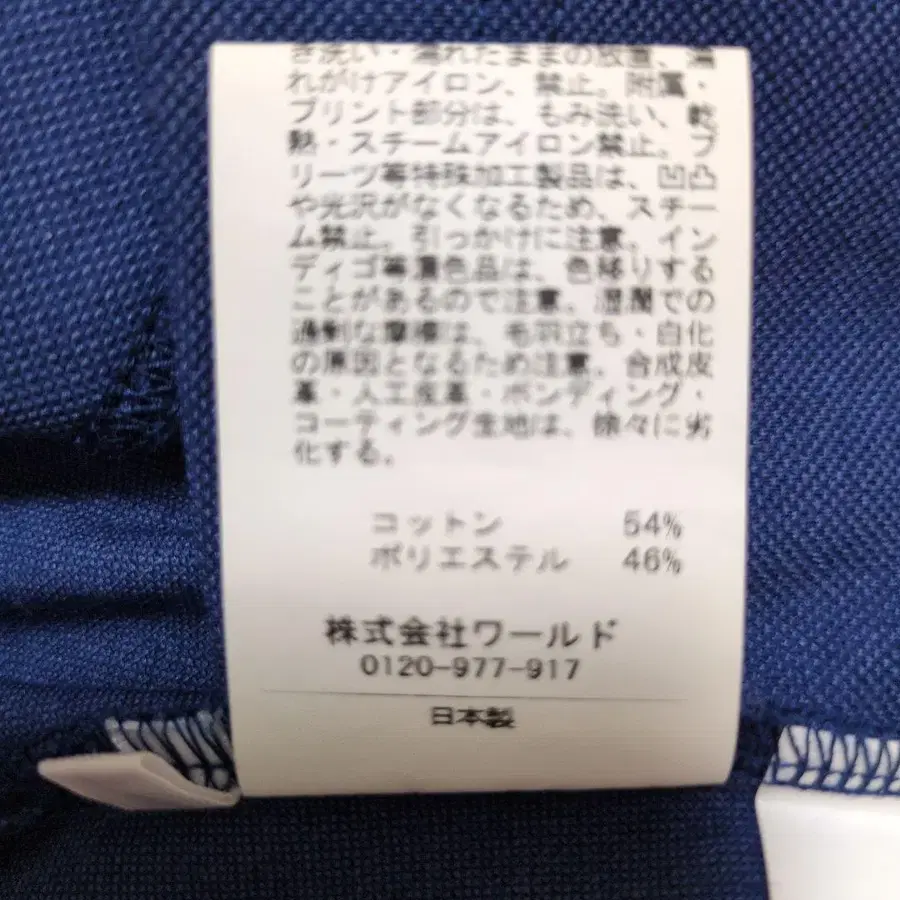 き洗い・濡れたままの放置、濡
れがけアイロン、禁止。附属・
プリント部分は、もみ洗い、乾
熱・スチームアイロン禁止。プ
リーツ等特殊加工製品は、凹凸
や光沢がなくなるため、スチー
ム禁止。引っかけに注意。イン
ディゴ等濃色品は、色移りする
ことがあるので注意。湿潤での
過剰な摩擦は、毛羽立ち・白化
の原因となるため注意。合成皮
革・人工皮革・ボンディング・
コーティング生地は、徐々に劣
化する。
コットン 54%
ポリエステル 46%
株式会社ワールド
0120-977-917
日本製